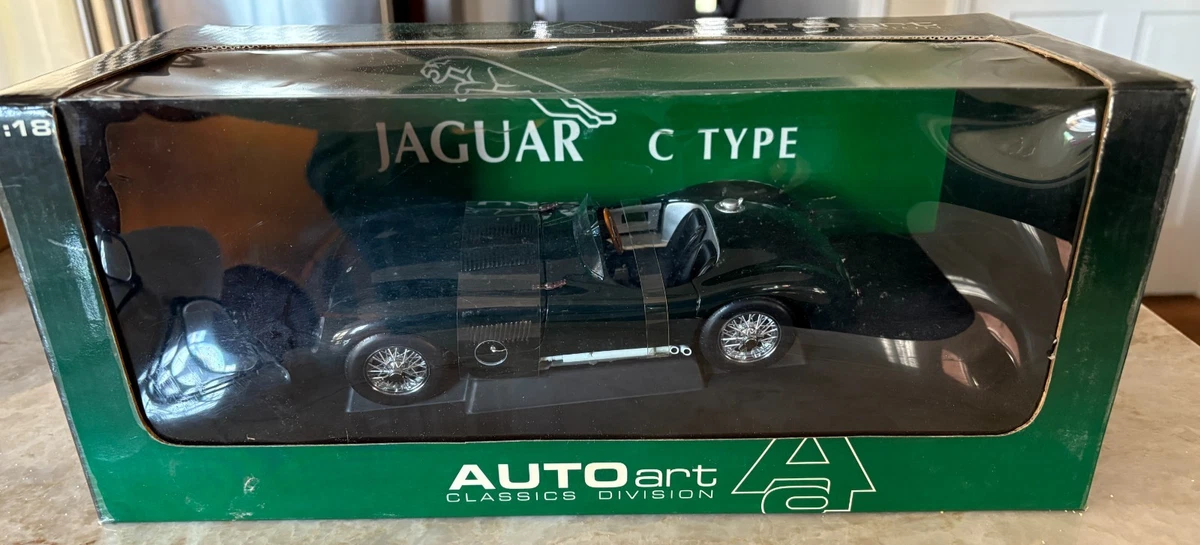 :18
JAGUAR C TYPE
AUTOart
CLASSICS DIVISION